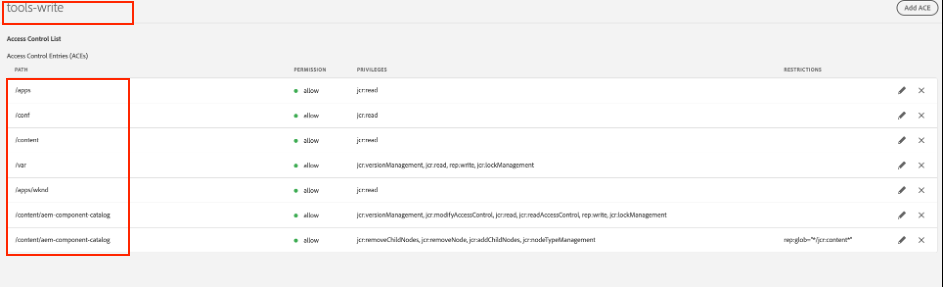 tools-write
Add ACE
Access Control List
Access Control Entries (ACEs)
PATH PERMISSION PRIVILEGES RESTRICTIONS
/apps allow jcr:read
/conf allow jcr:read
/content allow jcr:read
/var allow jcr:versionManagement, jcr:read, rep:write, jcr:lockManagement
/apps/wknd allow jcr:read
/content/aem-component-catalog allow jcr:versionManagement, jcr:modifyAccessControl, jcr:read, jcr:readAccessControl, rep:write, jcr:lockManagement
/content/aem-component-catalog allow jcr:removeChildNodes, jcr:removeNode, jcr:addChildNodes, jcr:nodeTypeManagement rep:glob="*/jcr:content*"